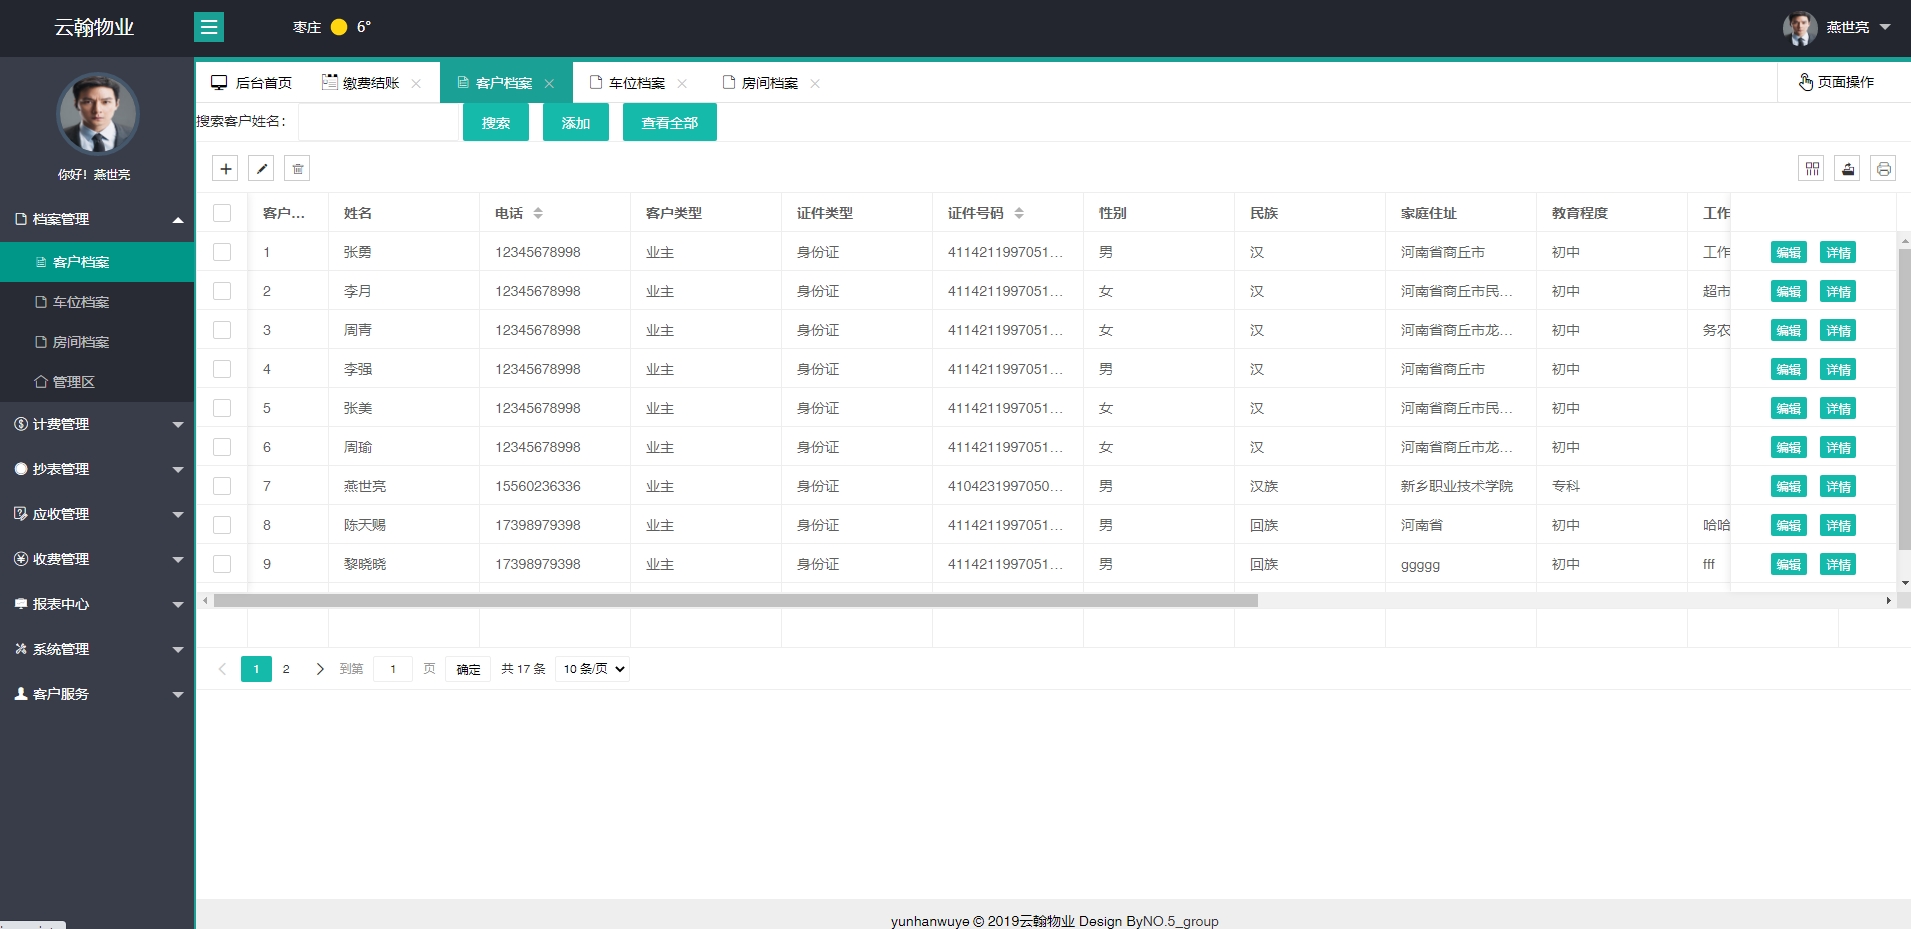 云翰物业 枣庄 6° 燕世亮
后台首页 缴费结账 客户档案 车位档案 房间档案 页面操作
你好！燕世亮
档案管理
客户档案
车位档案
房间档案
管理区
计费管理
抄表管理
应收管理
收费管理
报表中心
系统管理
客户服务
搜索客户姓名： 搜索 添加 查看全部
客户... 姓名 电话 客户类型 证件类型 证件号码 性别 民族 家庭住址 教育程度 工作
1 张勇 12345678998 业主 身份证 4114211997051... 男 汉 河南省商丘市 初中 工作 编辑 详情
2 李月 12345678998 业主 身份证 4114211997051... 女 汉 河南省商丘市民... 初中 超市 编辑 详情
3 周青 12345678998 业主 身份证 4114211997051... 女 汉 河南省商丘市龙... 初中 务农 编辑 详情
4 李强 12345678998 业主 身份证 4114211997051... 男 汉 河南省商丘市 初中 编辑 详情
5 张美 12345678998 业主 身份证 4114211997051... 女 汉 河南省商丘市民... 初中 编辑 详情
6 周瑜 12345678998 业主 身份证 4114211997051... 女 汉 河南省商丘市龙... 初中 编辑 详情
7 燕世亮 15560236336 业主 身份证 4104231997050... 男 汉族 新乡职业技术学院 专科 编辑 详情
8 陈天赐 17398979398 业主 身份证 4114211997051... 男 回族 河南省 初中 哈哈 编辑 详情
9 黎晓晓 17398979398 业主 身份证 4114211997051... 男 回族 ggggg 初中 fff 编辑 详情
1 2 到第 1 页 确定 共 17 条 10 条/页
yunhanwuye © 2019云翰物业 Design ByNO.5_group